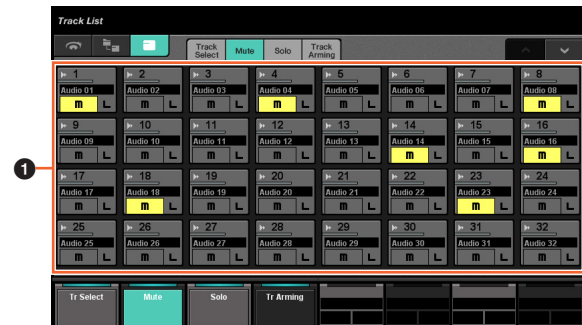 Track List
Track Select Mute Solo Track Arming
1 2 3 4 5 6 7 8
Audio 01 Audio 02 Audio 03 Audio 04 Audio 05 Audio 06 Audio 07 Audio 08
m L m L m L m L m L m L m L m L
9 10 11 12 13 14 15 16
Audio 09 Audio 10 Audio 11 Audio 12 Audio 13 Audio 14 Audio 15 Audio 16
m L m L m L m L m L m L m L m L
1
17 18 19 20 21 22 23 24
Audio 17 Audio 18 Audio 19 Audio 20 Audio 21 Audio 22 Audio 23 Audio 24
m L m L m L m L m L m L m L m L
25 26 27 28 29 30 31 32
Audio 25 Audio 26 Audio 27 Audio 28 Audio 29 Audio 30 Audio 31 Audio 32
m L m L m L m L m L m L m L m L
Tr Select Mute Solo Tr Arming